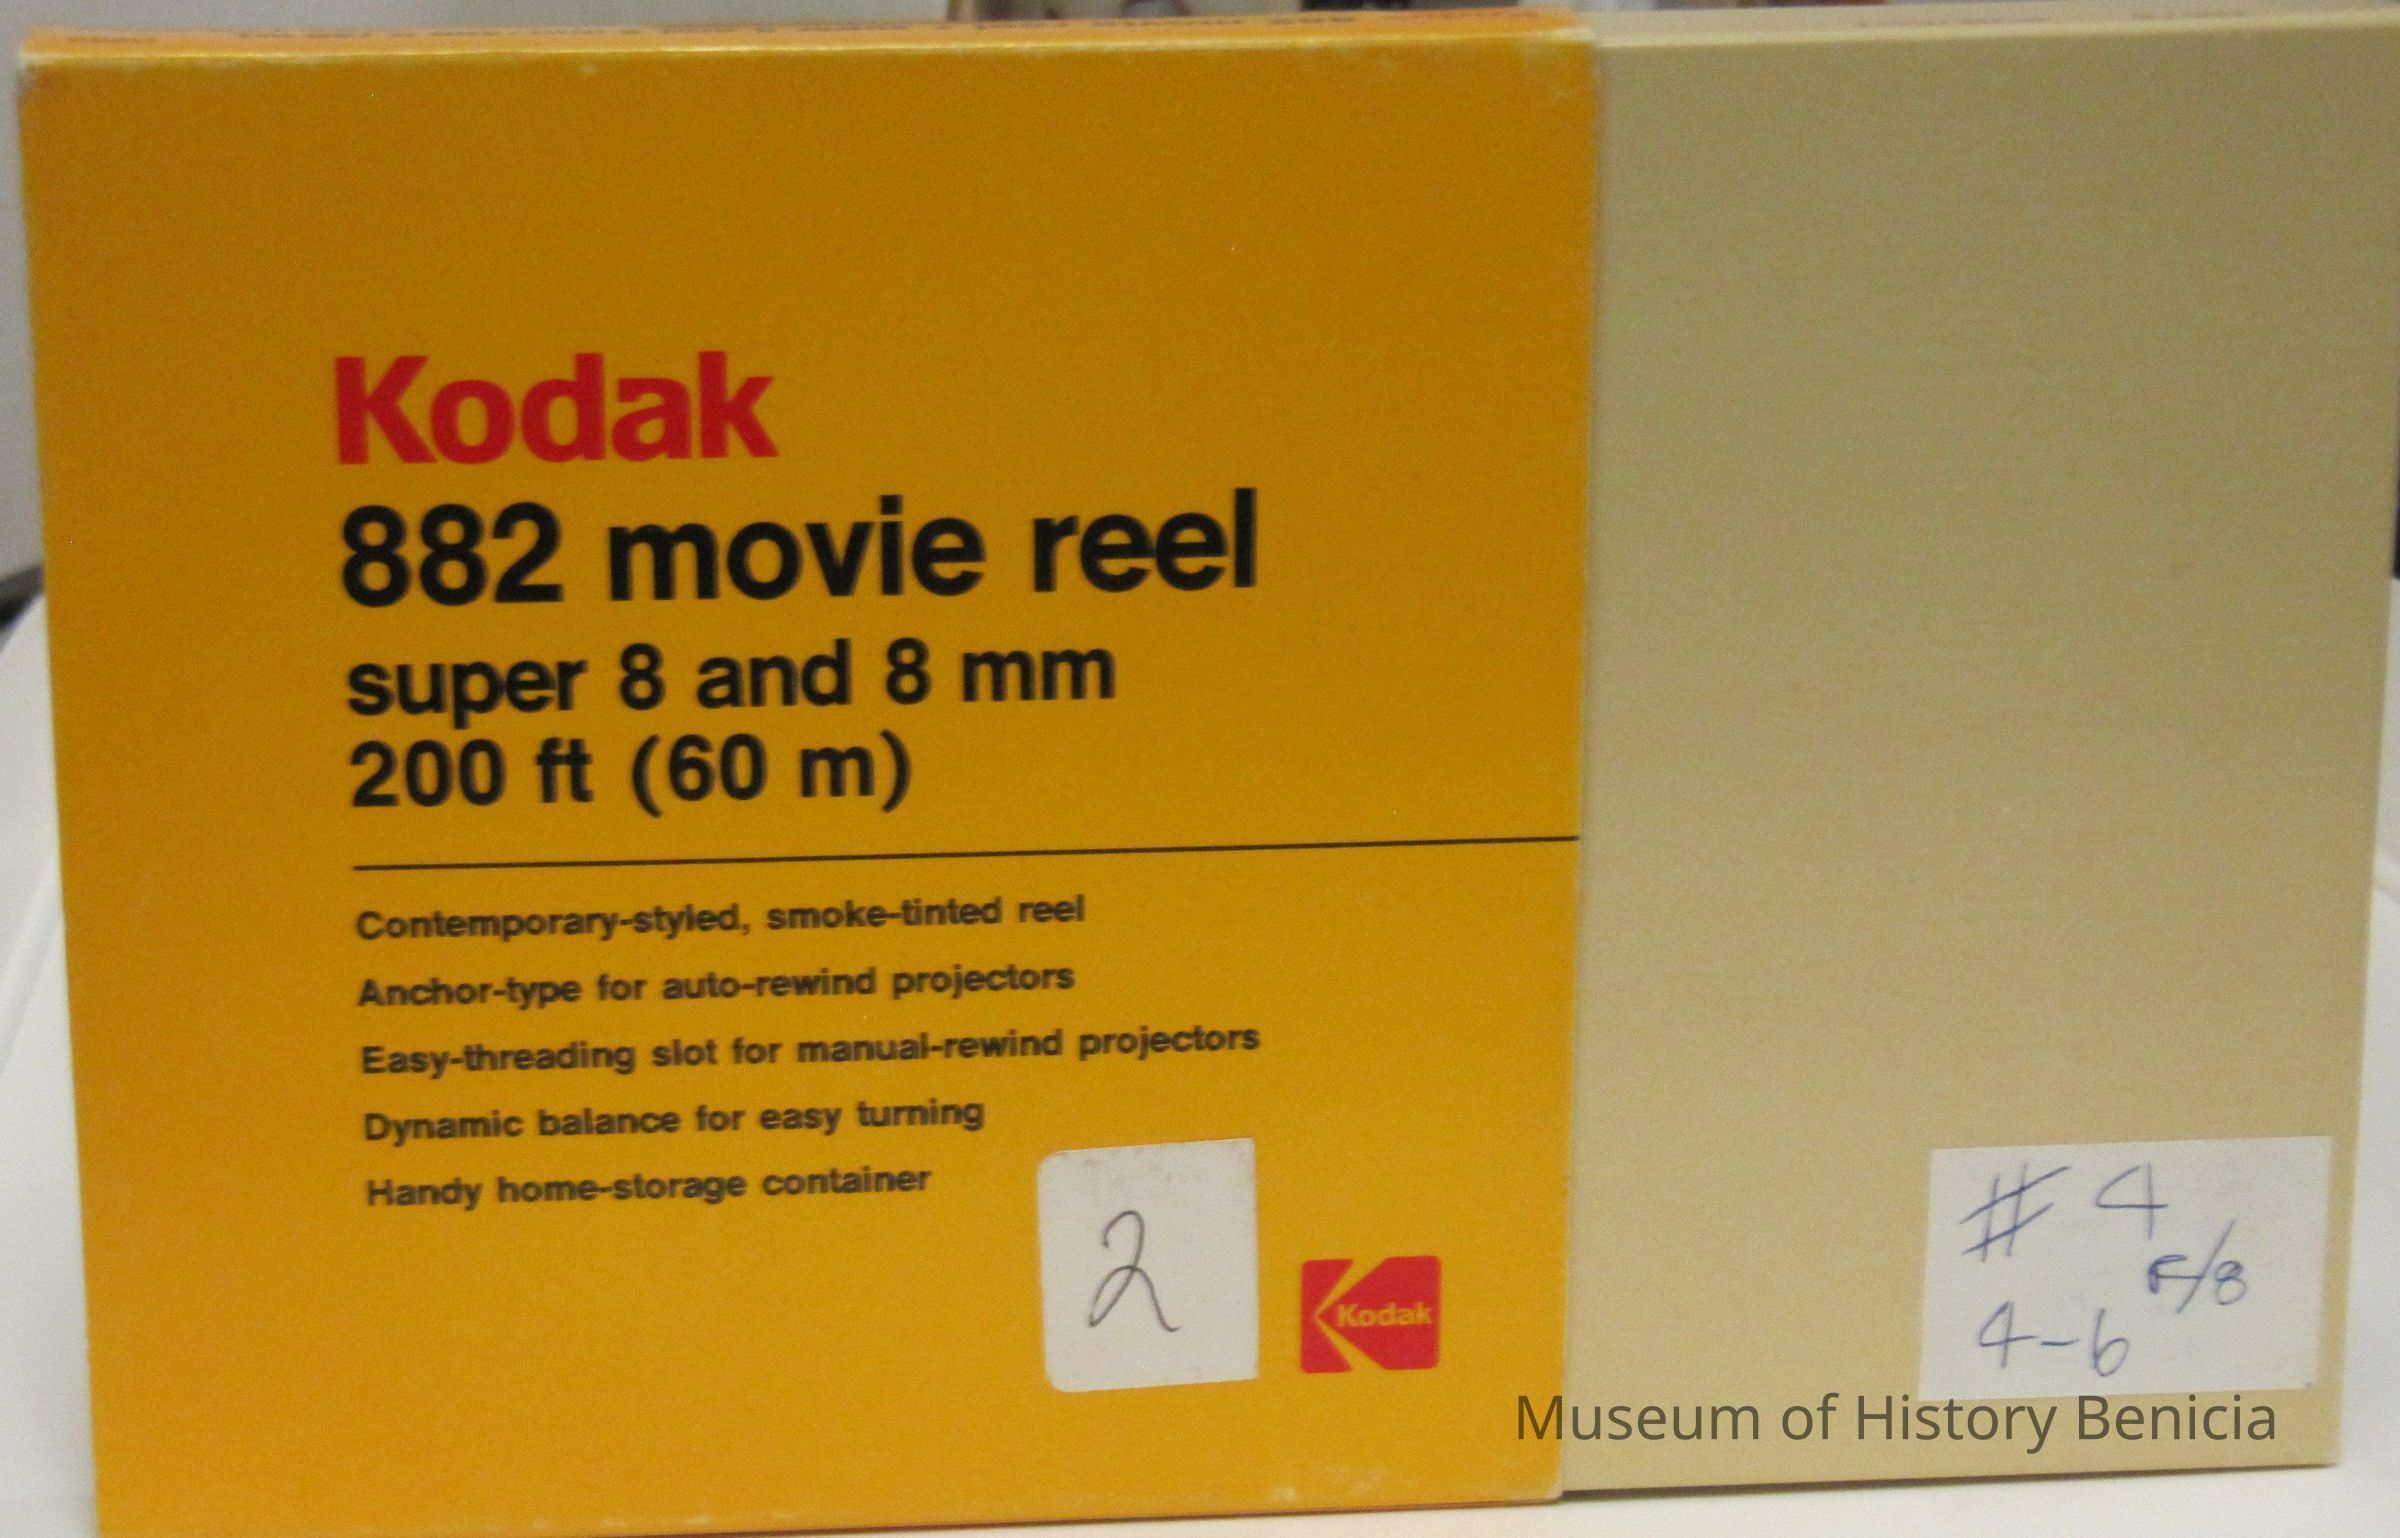 Kodak
882 movie reel
super 8 and 8 mm
200 ft (60 m)
Contemporary-styled, smoke-tinted reel
Anchor-type for auto-rewind projectors
Easy-threading slot for manual-rewind projectors
Dynamic balance for easy turning
Handy home-storage container
2
Kodak
# 4
F/8
4-6
Museum of History Benicia